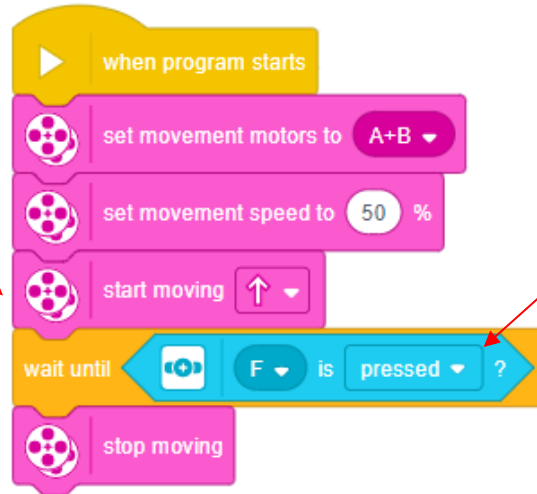 when program starts
set movement motors to A+B
set movement speed to 50 %
start moving
wait until F is pressed ?
stop moving